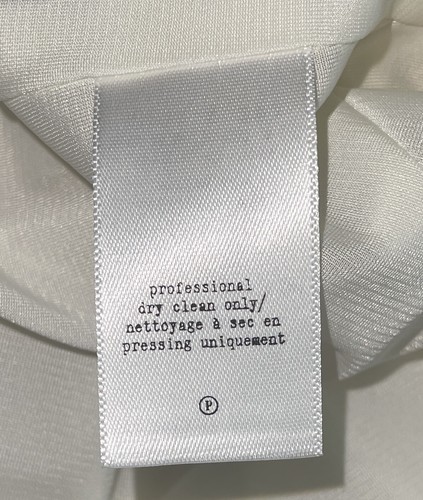 professional
dry clean only/
nettoyage à sec en
pressing uniquement
P